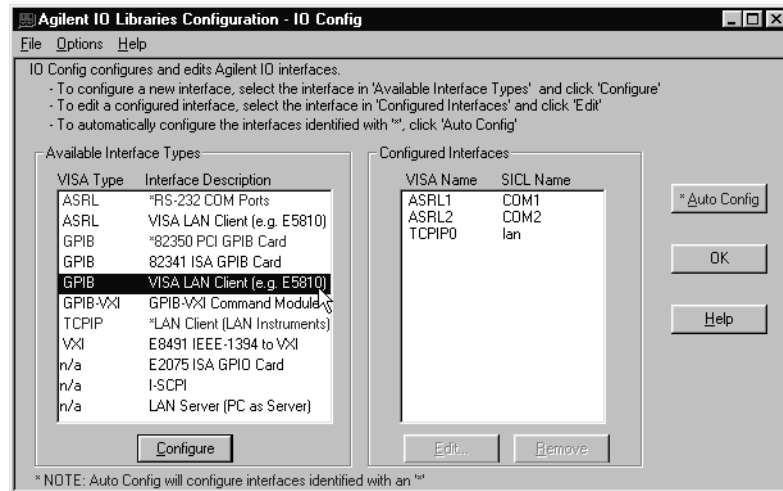 Agilent IO Libraries Configuration - IO Config
File Options Help
IO Config configures and edits Agilent IO interfaces.
- To configure a new interface, select the interface in 'Available Interface Types' and click 'Configure'
- To edit a configured interface, select the interface in 'Configured Interfaces' and click 'Edit'
- To automatically configure the interfaces identified with '*', click 'Auto Config'
Available Interface Types
VISA Type Interface Description
ASRL *RS-232 COM Ports
ASRL VISA LAN Client (e.g. E5810)
GPIB *82350 PCI GPIB Card
GPIB 82341 ISA GPIB Card
GPIB VISA LAN Client (e.g. E5810)
GPIB-VXI GPIB-VXI Command Module
TCPIP *LAN Client (LAN Instruments)
VXI E8491 IEEE-1394 to VXI
n/a E2075 ISA GPIO Card
n/a I-SCPI
n/a LAN Server (PC as Server)
Configure
Configured Interfaces
VISA Name SICL Name
ASRL1 COM1
ASRL2 COM2
TCPIP0 lan
Edit... Remove
* Auto Config
OK
Help
* NOTE: Auto Config will configure interfaces identified with an '*'